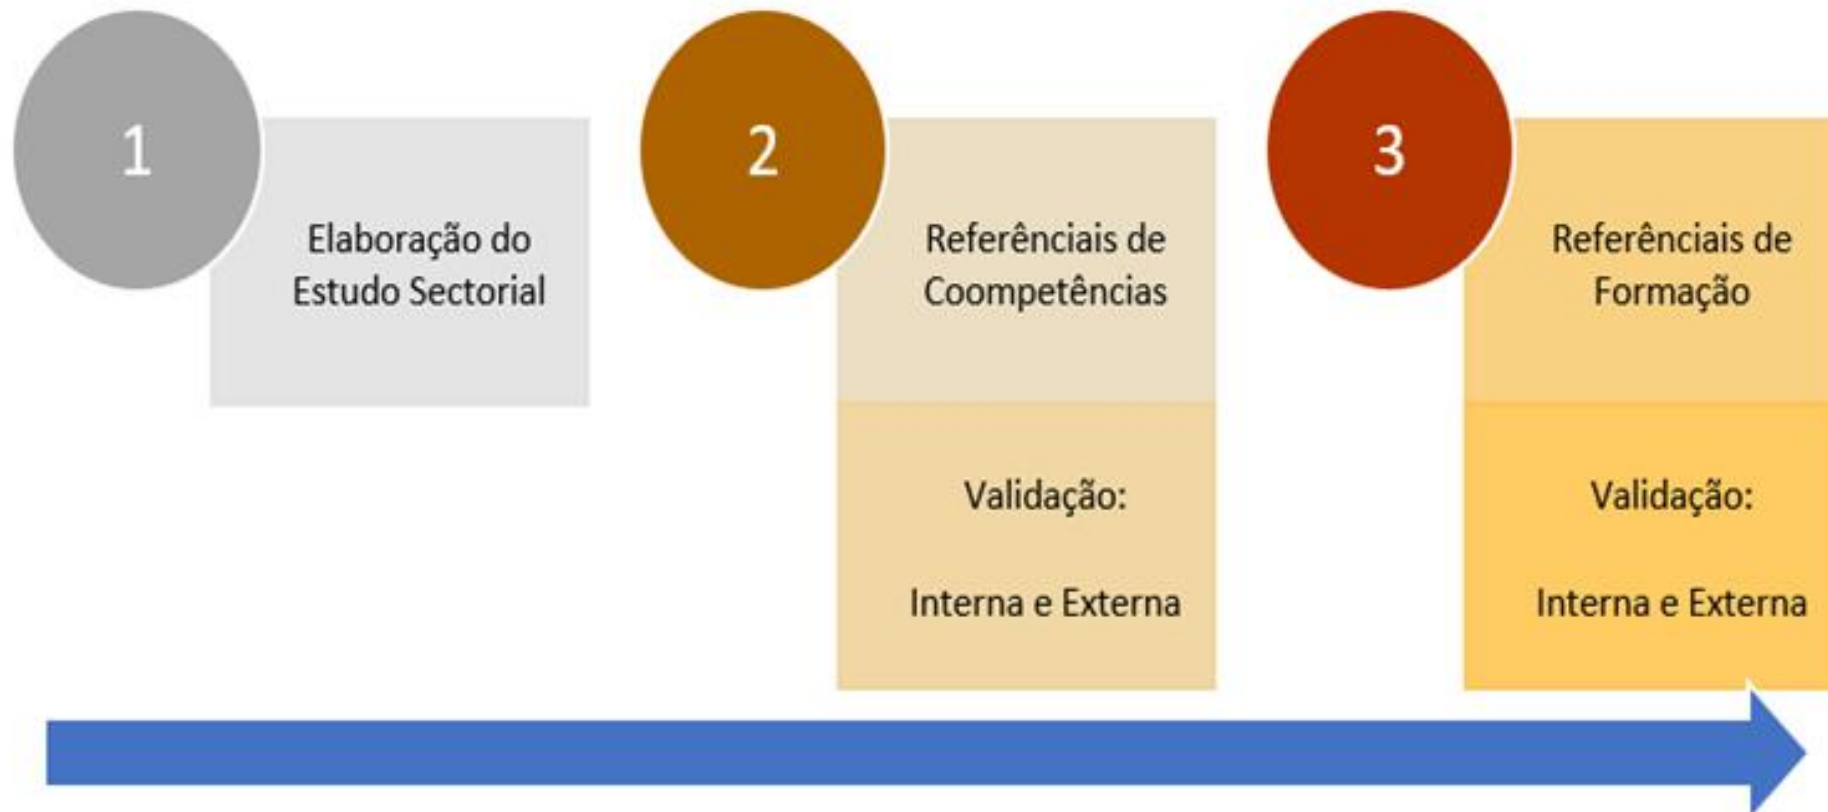 1
Elaboração do
Estudo Sectorial
2
Referênciais de
Coompetências
Validação:
Interna e Externa
3
Referênciais de
Formação
Validação:
Interna e Externa